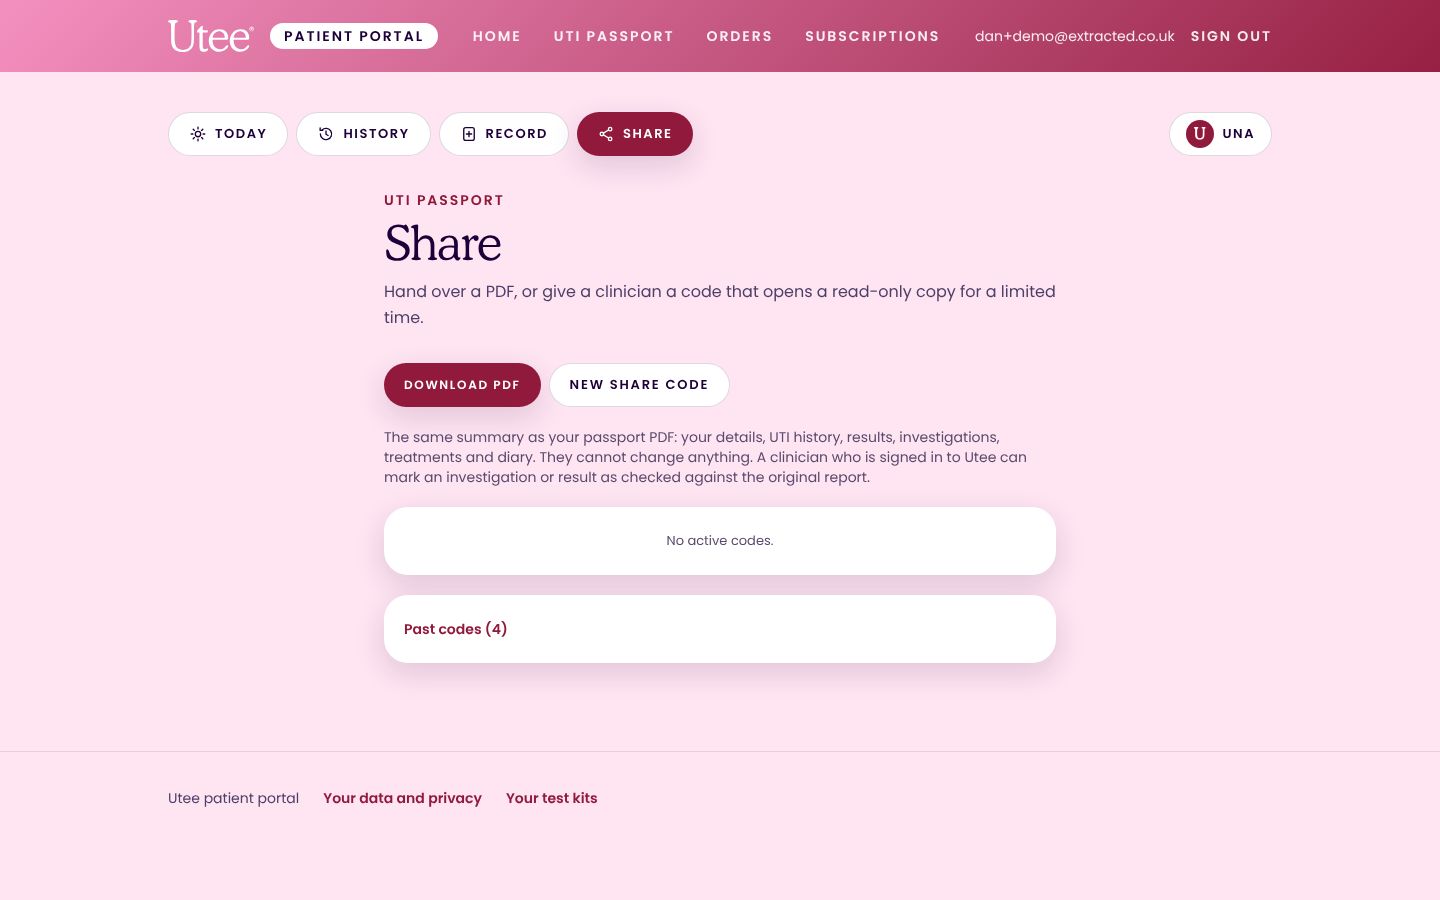 Utee®
PATIENT PORTAL
HOME
UTI PASSPORT
ORDERS
SUBSCRIPTIONS
dan+demo@extracted.co.uk
SIGN OUT
TODAY
HISTORY
RECORD
SHARE
U
UNA
UTI PASSPORT
Share
Hand over a PDF, or give a clinician a code that opens a read-only copy for a limited
time.
DOWNLOAD PDF
NEW SHARE CODE
The same summary as your passport PDF: your details, UTI history, results, investigations,
treatments and diary. They cannot change anything. A clinician who is signed in to Utee can
mark an investigation or result as checked against the original report.
No active codes.
Past codes (4)
Utee patient portal
Your data and privacy
Your test kits